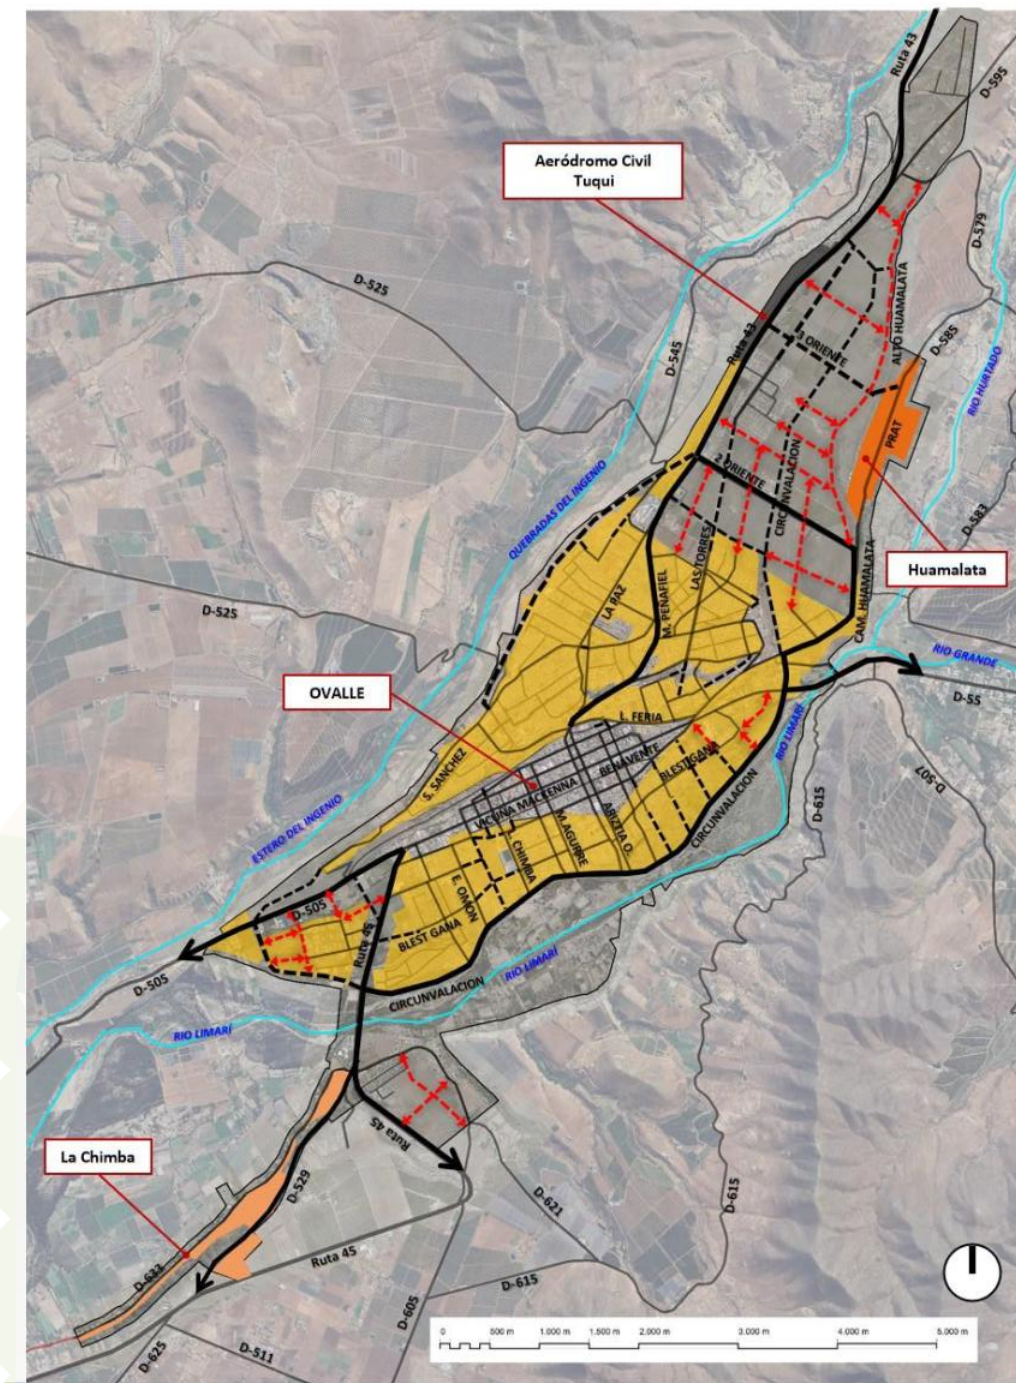 Ruta 43
D-595
Aeródromo Civil
Tuqui
D-579
D-525
ALTO HUAMALATA
D-545
Ruta 43
3 ORIENTE
D-585
RIO HURTADO
PRAT
2 ORIENTE
CIRCUNVALACION
QUEBRADAS DEL INGENIO
D-583
LAS TORRES
Huamalata
LA PAZ
M. PEÑAFIEL
CAM. HUAMALATA
D-525
RIO GRANDE
D-55
OVALLE
L. FERIA
RIO LIMARÍ
S. SANCHEZ
BENAVENTE
BLEST GANA
D-507
VICUÑA MACKENNA
D-615
ESTERO DEL INGENIO
ARIZTIA O.
CIRCUNVALACION
M.AGUIRRE
CHIMBA
E. OMON
D-505
BLEST GANA
Ruta 45
D-505
RIO LIMARÍ
CIRCUNVALACION
RIO LIMARÍ
Ruta 45
La Chimba
D-529
D-621
D-615
Ruta 45
D-633
D-615
D-605
0 500 m 1.000 m 1.500 m 2.000 m 3.000 m 4.000 m 5.000 m
D-625
D-511